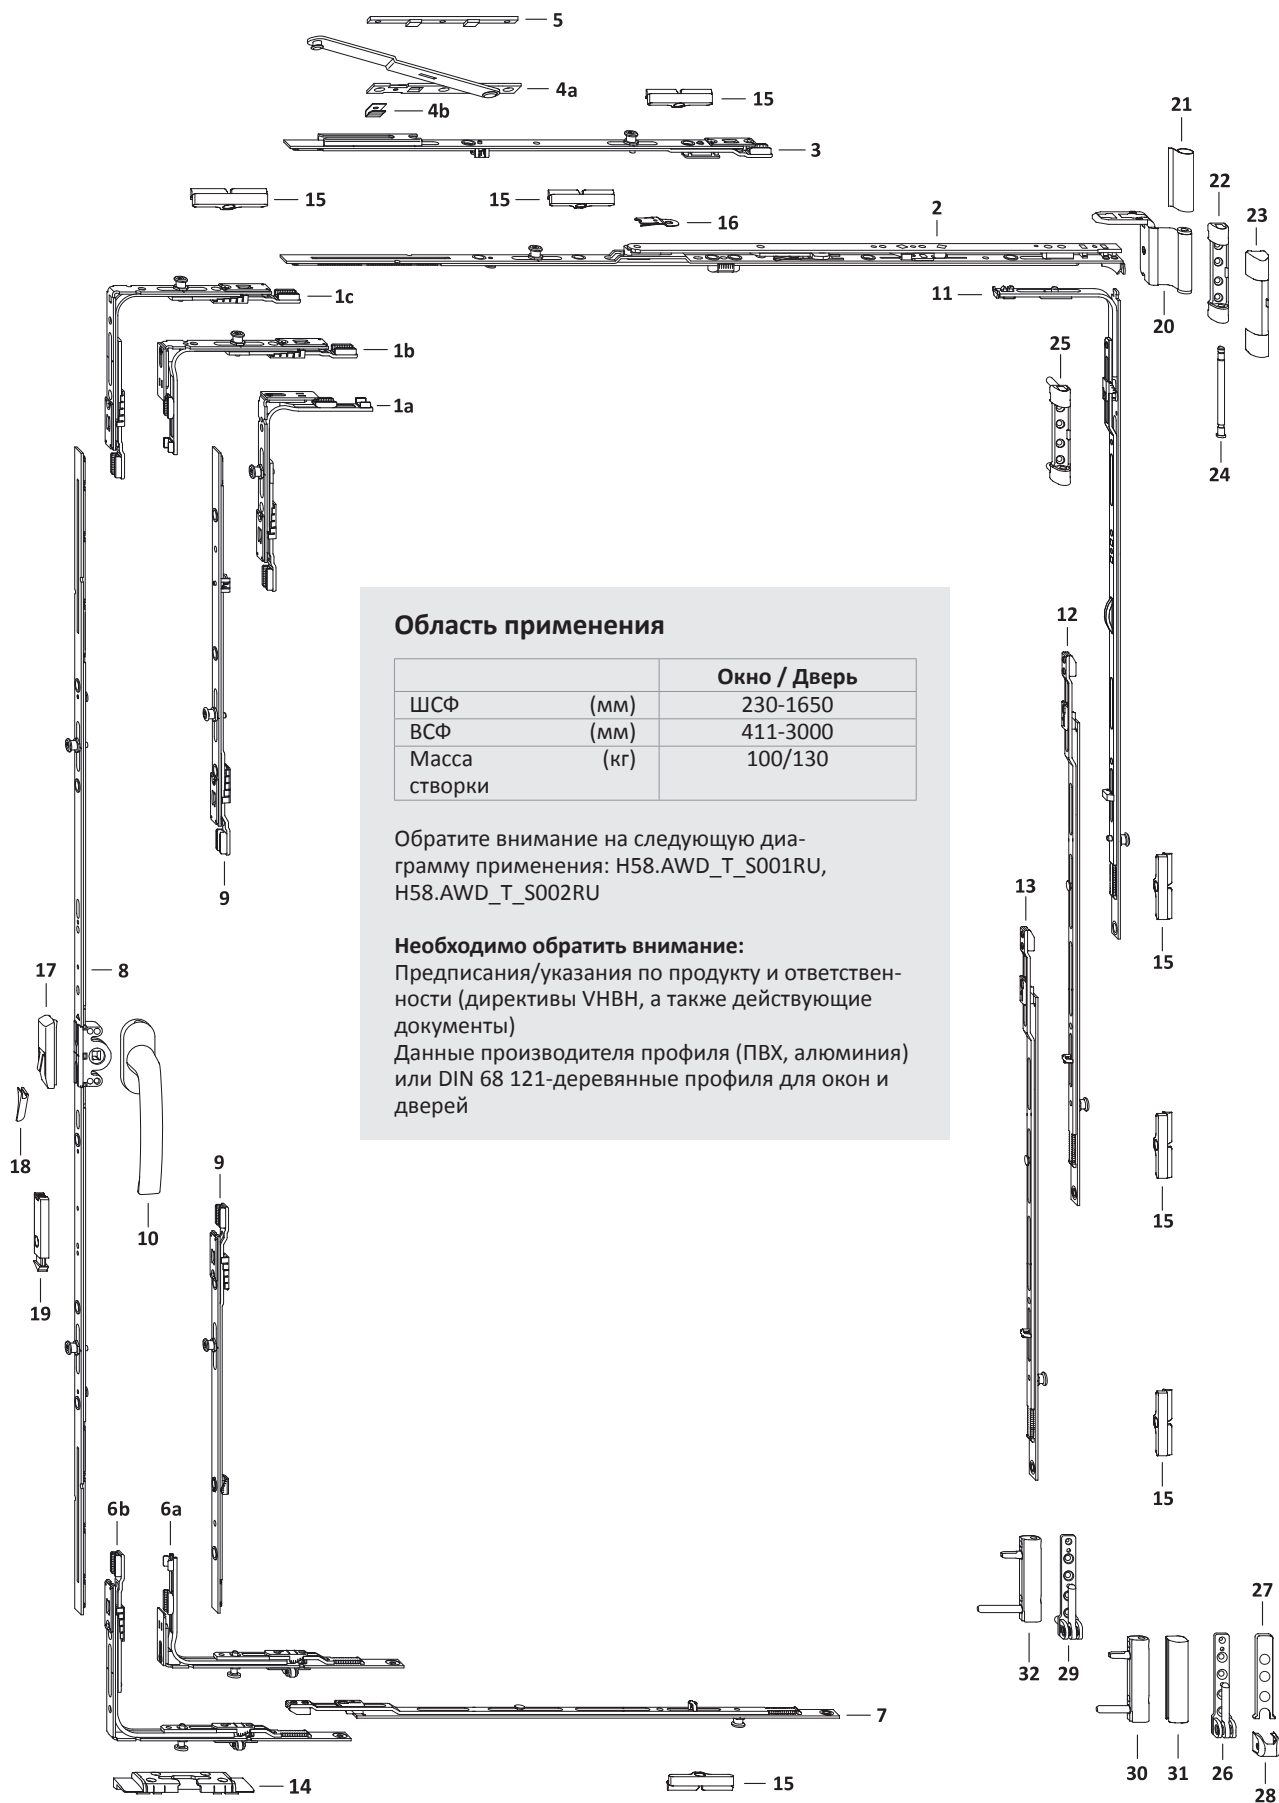 5
4a
15
4b
21
3
22
15
15
2
23
16
1c
11
20
1b
25
1a
24
Область применения
Окно / Дверь
12
ШСФ (мм) 230-1650
ВСФ (мм) 411-3000
Масса (кг) 100/130
створки
Обратите внимание на следующую диа-
грамму применения: H58.AWD_T_S001RU,
H58.AWD_T_S002RU
13
9
Необходимо обратить внимание:
15
17
8
Предписания/указания по продукту и ответствен-
ности (директивы VHBH, а также действующие
документы)
Данные производителя профиля (ПВХ, алюминия)
или DIN 68 121-деревянные профиля для окон и
дверей
18
9
15
10
19
15
6b
6a
27
32
29
7
30
31
26
14
15
28